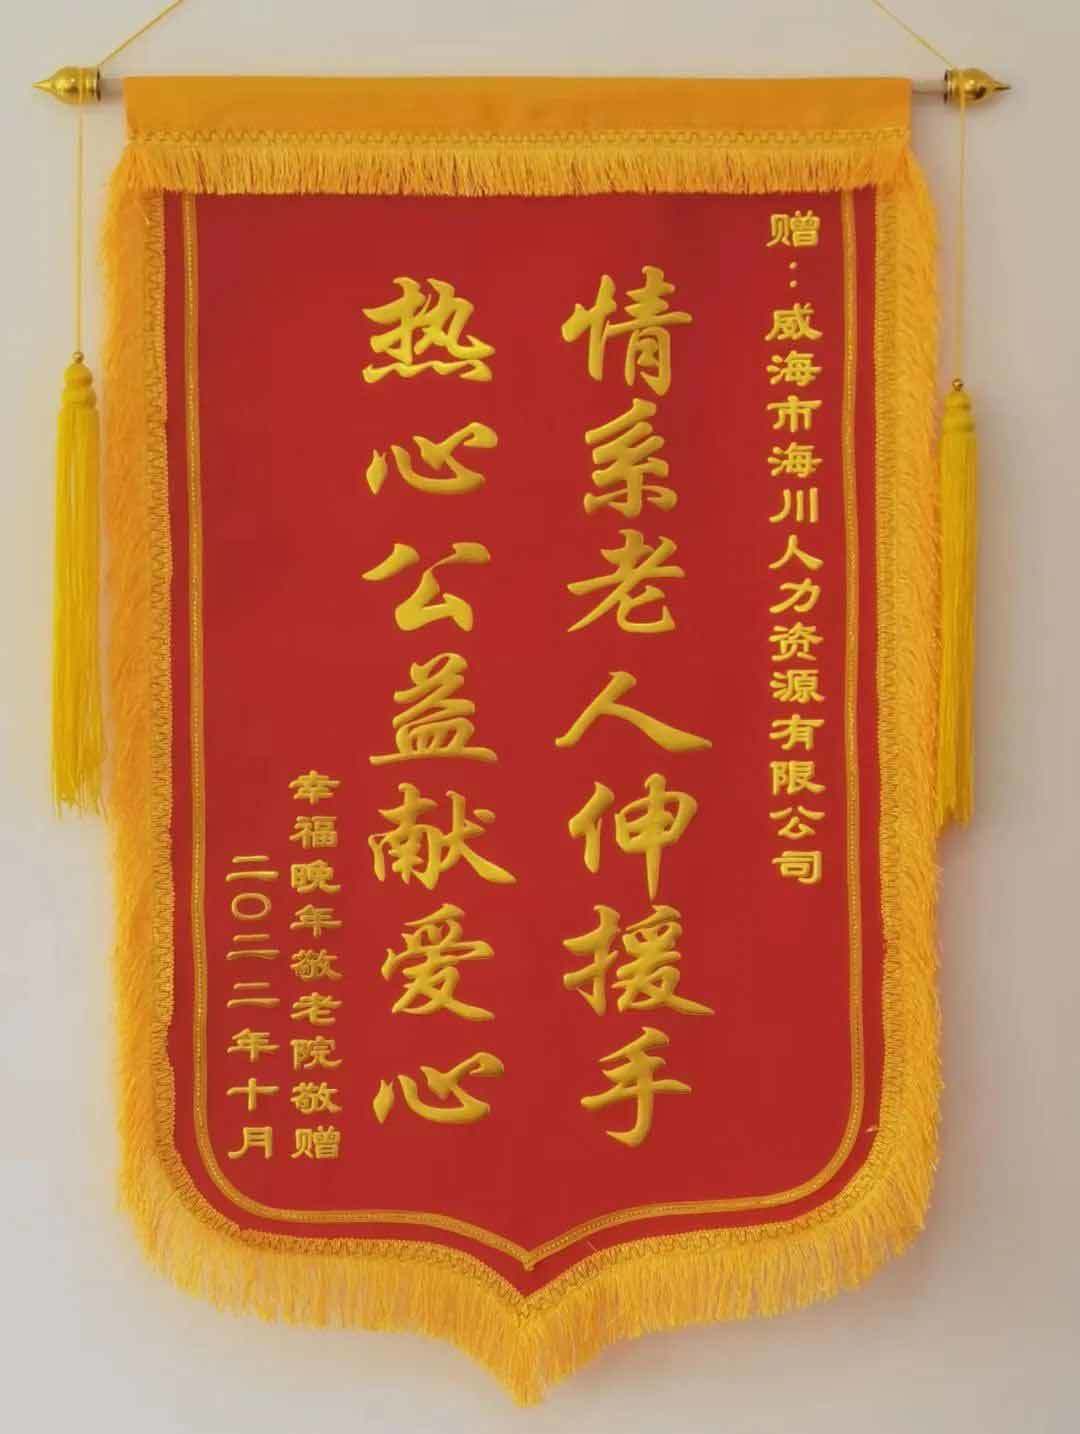 赠：威海市海川人力资源有限公司
情系老人伸援手
热心公益献爱心
幸福晚年敬老院敬赠
二〇二二年十月